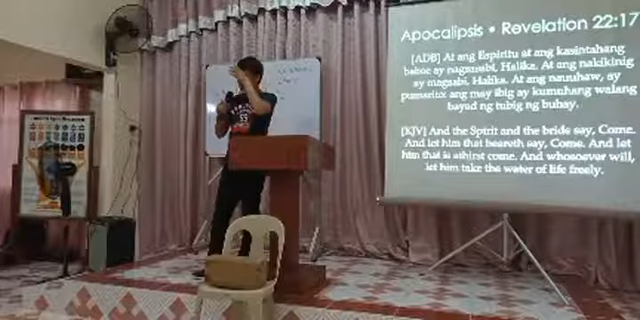 Apocalipsis • Revelation 22:17
[ADB] At ang Espiritu at ang kasintahang
babae ay nagsasabi, Halika. At ang nakikinig
ay magsabi, Halika. At ang nauuhaw, ay
pumarito: ang may ibig ay kumuhang walang
bayad ng tubig ng buhay.
[KJV] And the Spirit and the bride say, Come.
And let him that heareth say, Come. And let
him that is athirst come. And whosoever will,
let him take the water of life freely.